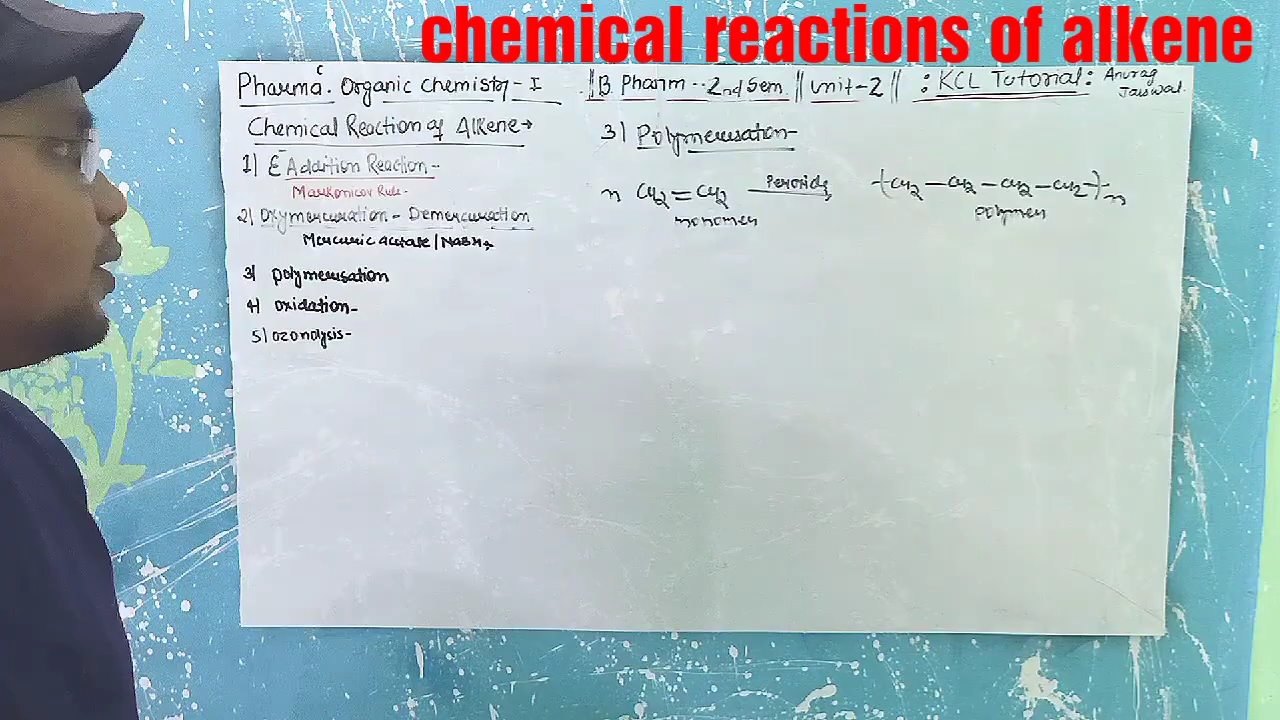 chemical reactions of alkene
Pharma. C Organic Chemistry - I || B. Pharm -- 2nd Sem. || Unit-2 || : KCL Tutorial : Anurag Jaiswal
Chemical Reaction of Alkene →
1) E⁻ Addition Reaction -
Markonicov Rule -
2) Oxymercuration - Demercuration
Mercuric acetate / NaBH4
3) polymerisation
4) oxidation -
5) ozonolysis -
3) Polymerisation -
n CH2 = CH2 Peroxide → -(CH2 - CH2 - CH2 - CH2)-n
monomer polymer